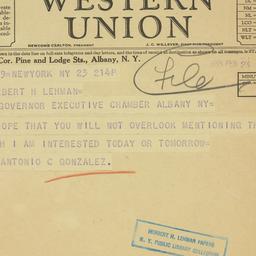 WESTERN
UNION
NEWCOMB CARLTON, PRESIDENT J. C. WILLEVER, FIRST VICE-PRESIDENT
Cor. Pine and Lodge Sts., Albany, N. Y.
9=NEWYORK NY 23 214P
File
BERT H LEHMAN=
GOVERNOR EXECUTIVE CHAMBER ALBANY NY=
OPE THAT YOU WILL NOT OVERLOOK MENTIONING TH
H I AM INTERESTED TODAY OR TOMORROW=
ANTONIO C GONZALEZ.
HERBERT H. LEHMAN PAPERS
N. Y. PUBLIC LIBRARY COLLECTION